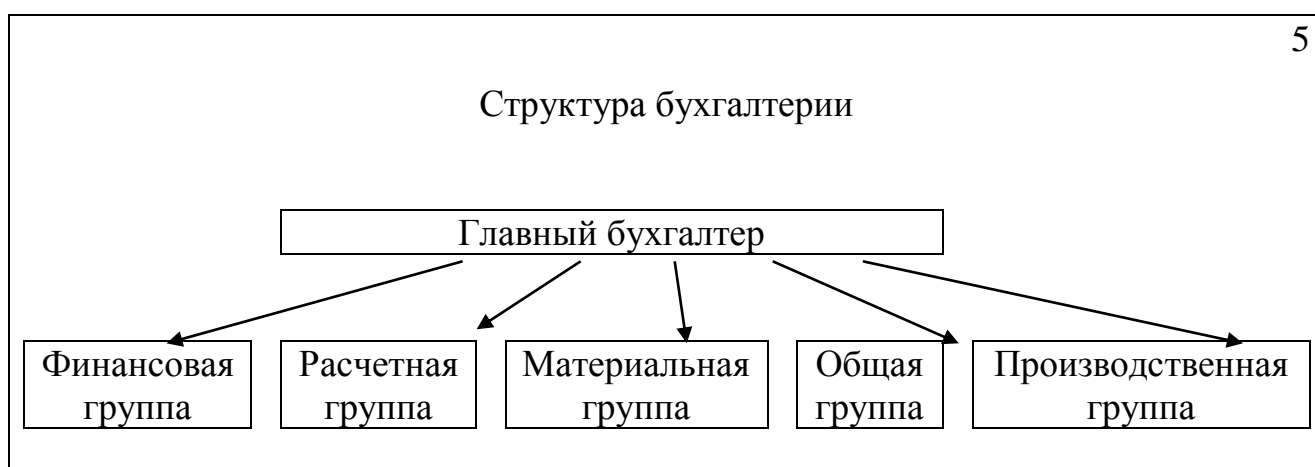 5
Структура бухгалтерии
Главный бухгалтер
Финансовая
группа
Расчетная
группа
Материальная
группа
Общая
группа
Производственная
группа